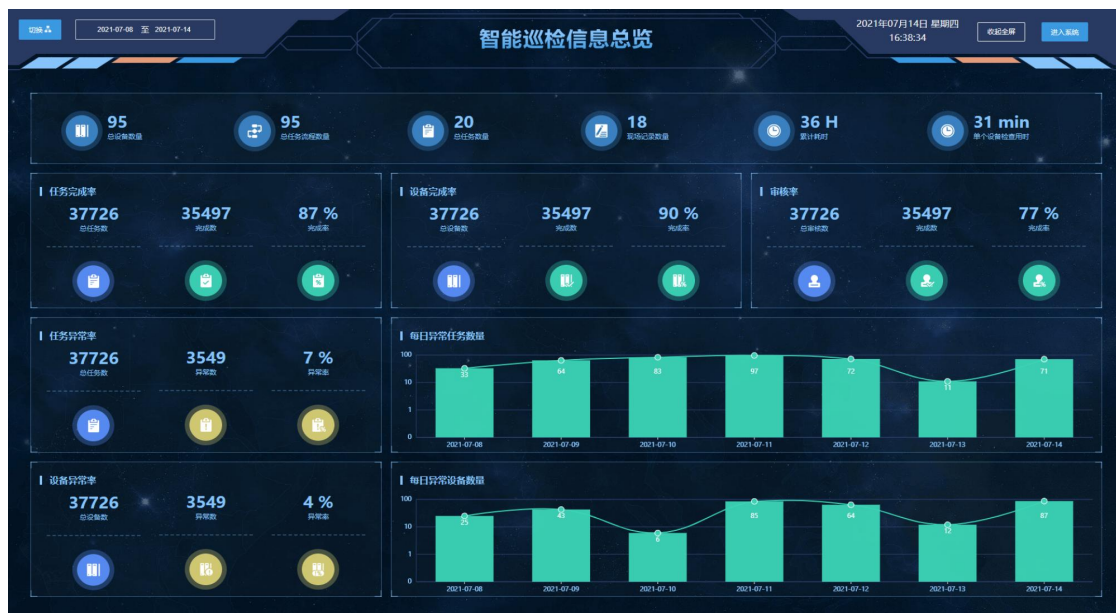 切换
2021-07-08 至 2021-07-14
智能巡检信息总览
2021年07月14日 星期四
16:38:34
收起全屏
进入系统
95
总设备数量
95
总任务流程数量
20
总任务数量
18
现场记录数量
36 H
累计耗时
31 min
单个设备检查用时
任务完成率
37726
总任务数
35497
完成数
87 %
完成率
设备完成率
37726
总设备数
35497
完成数
90 %
完成率
审核率
37726
总审核数
35497
完成数
77 %
完成率
任务异常率
37726
总任务数
3549
异常数
7 %
异常率
每日异常任务数量
100
10
1
0
33
64
83
97
72
11
71
2021-07-08
2021-07-09
2021-07-10
2021-07-11
2021-07-12
2021-07-13
2021-07-14
设备异常率
37726
总设备数
3549
异常数
4 %
异常率
每日异常设备数量
100
10
1
0
25
43
6
85
64
12
87
2021-07-08
2021-07-09
2021-07-10
2021-07-11
2021-07-12
2021-07-13
2021-07-14